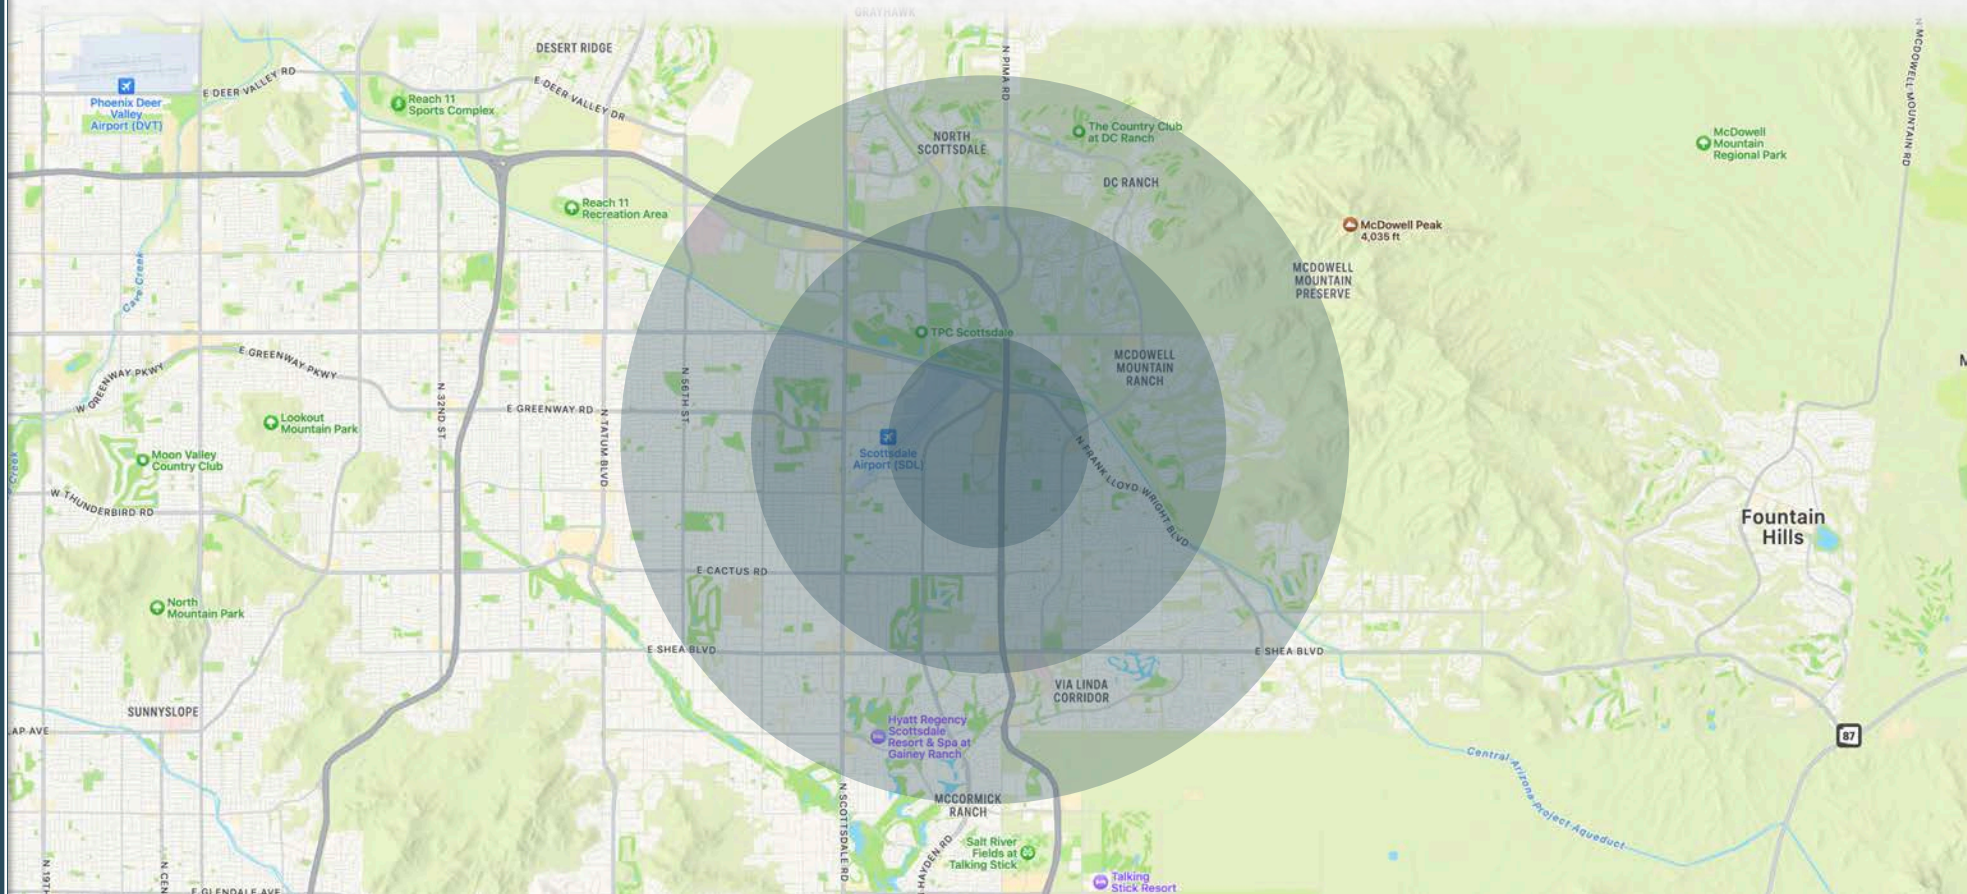 GRAYHAWK
DESERT RIDGE
N PIMA RD
N MCDOWELL MOUNTAIN RD
E DEER VALLEY RD
E DEER VALLEY DR
Phoenix Deer
Valley
Airport (DVT)
Reach 11
Sports Complex
NORTH
SCOTTSDALE
The Country Club
at DC Ranch
McDowell
Mountain
Regional Park
DC RANCH
Reach 11
Recreation Area
McDowell Peak
4,035 ft
MCDOWELL
MOUNTAIN
PRESERVE
Cave Creek
TPC Scottsdale
E GREENWAY PKWY
W GREENWAY PKWY
MCDOWELL
MOUNTAIN
RANCH
M
N 32ND ST
N 56TH ST
E GREENWAY RD
N TATUM BLVD
Lookout
Mountain Park
Moon Valley
Country Club
Scottsdale
Airport (SDL)
N FRANK LLOYD WRIGHT BLVD
Creek
W THUNDERBIRD RD
Fountain
Hills
E CACTUS RD
North
Mountain Park
E SHEA BLVD
E SHEA BLVD
VIA LINDA
CORRIDOR
SUNNYSLOPE
LAP AVE
Hyatt Regency
Scottsdale
Resort & Spa at
Gainey Ranch
87
Central Arizona Project Aqueduct
MCCORMICK
RANCH
N SCOTTSDALE RD
N HAYDEN RD
Salt River
Fields at
Talking Stick
Talking
Stick Resort
N 19TH
N CEN
E GLENDALE AVE